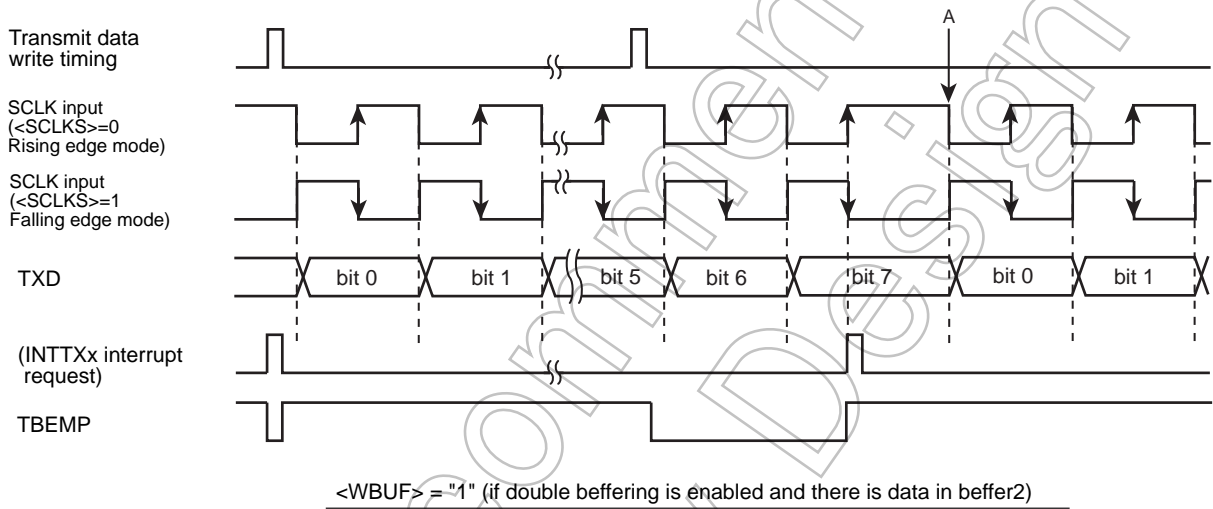 A
Transmit data
write timing
SCLK input
(<SCLKS>=0
Rising edge mode)
SCLK input
(<SCLKS>=1
Falling edge mode)
TXD
bit 0
bit 1
bit 5
bit 6
bit 7
bit 0
bit 1
(INTTXx interrupt
request)
TBEMP
<WBUF> = "1" (if double beffering is enabled and there is data in beffer2)